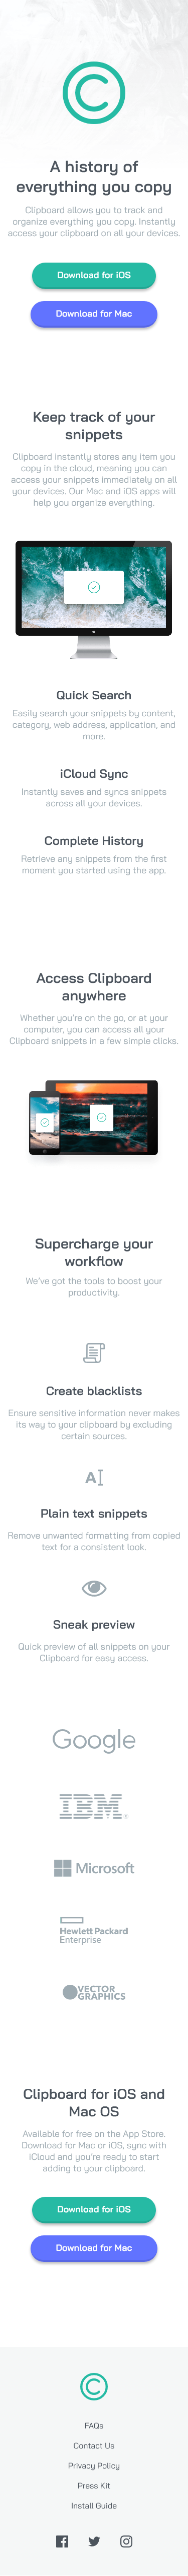 A history of
everything you copy
Clipboard allows you to track and
organize everything you copy. Instantly
access your clipboard on all your devices.
Download for iOS
Download for Mac
Keep track of your
snippets
Clipboard instantly stores any item you
copy in the cloud, meaning you can
access your snippets immediately on all
your devices. Our Mac and iOS apps will
help you organize everything.
Quick Search
Easily search your snippets by content,
category, web address, application, and
more.
iCloud Sync
Instantly saves and syncs snippets
across all your devices.
Complete History
Retrieve any snippets from the first
moment you started using the app.
Access Clipboard
anywhere
Whether you're on the go, or at your
computer, you can access all your
Clipboard snippets in a few simple clicks.
Supercharge your
workflow
We've got the tools to boost your
productivity.
Create blacklists
Ensure sensitive information never makes
its way to your clipboard by excluding
certain sources.
A
Plain text snippets
Remove unwanted formatting from copied
text for a consistent look.
Sneak preview
Quick preview of all snippets on your
Clipboard for easy access.
Google
IBM
Microsoft
Hewlett Packard
Enterprise
VECTOR
GRAPHICS
Clipboard for iOS and
Mac OS
Available for free on the App Store.
Download for Mac or iOS, sync with
iCloud and you're ready to start
adding to your clipboard.
Download for iOS
Download for Mac
FAQs
Contact Us
Privacy Policy
Press Kit
Install Guide